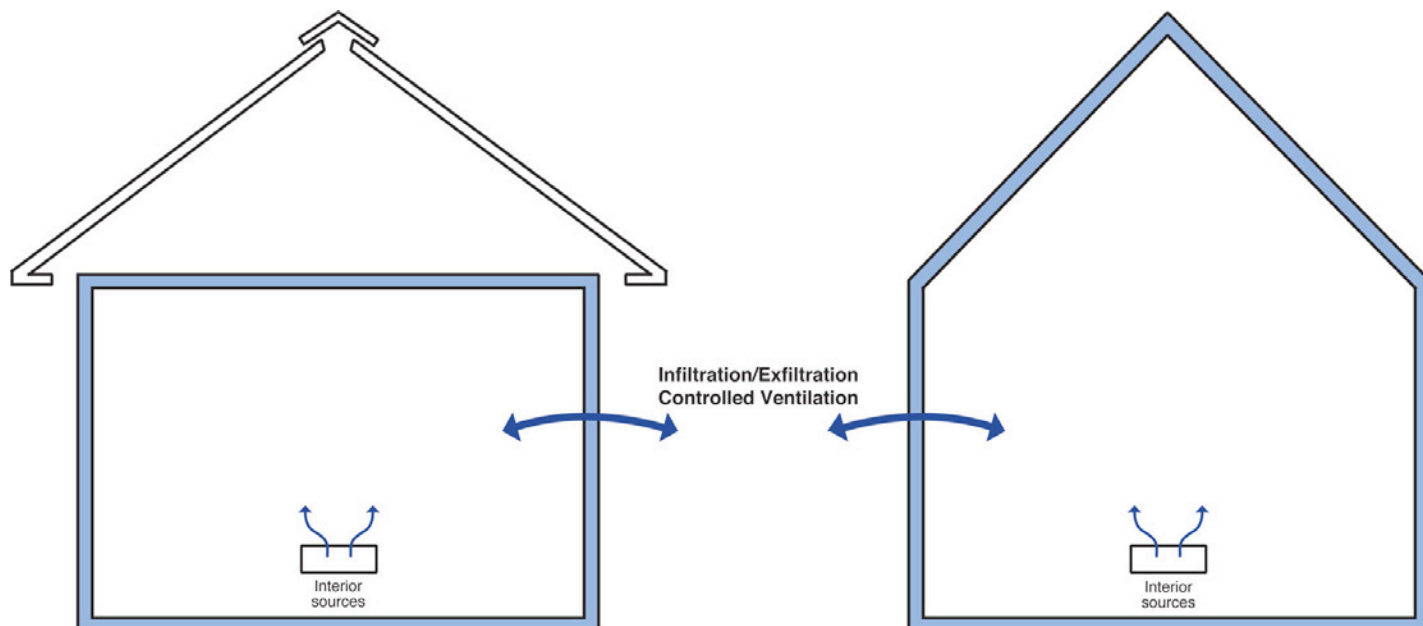 Infiltration/Exfiltration
Controlled Ventilation
Interior
sources
Interior
sources